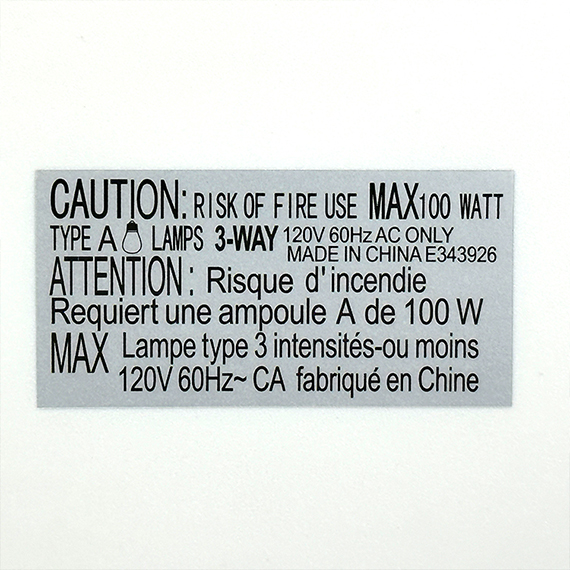 CAUTION: RISK OF FIRE USE MAX100 WATT
TYPE A LAMPS 3-WAY 120V 60Hz AC ONLY
MADE IN CHINA E343926
ATTENTION: Risque d'incendie
Requiert une ampoule A de 100 W
MAX Lampe type 3 intensités-ou moins
120V 60Hz~ CA fabriqué en Chine